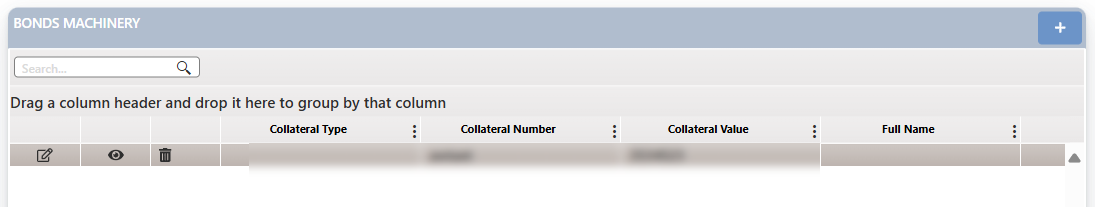 BONDS MACHINERY
+
Search...
Drag a column header and drop it here to group by that column
Collateral Type Collateral Number Collateral Value Full Name